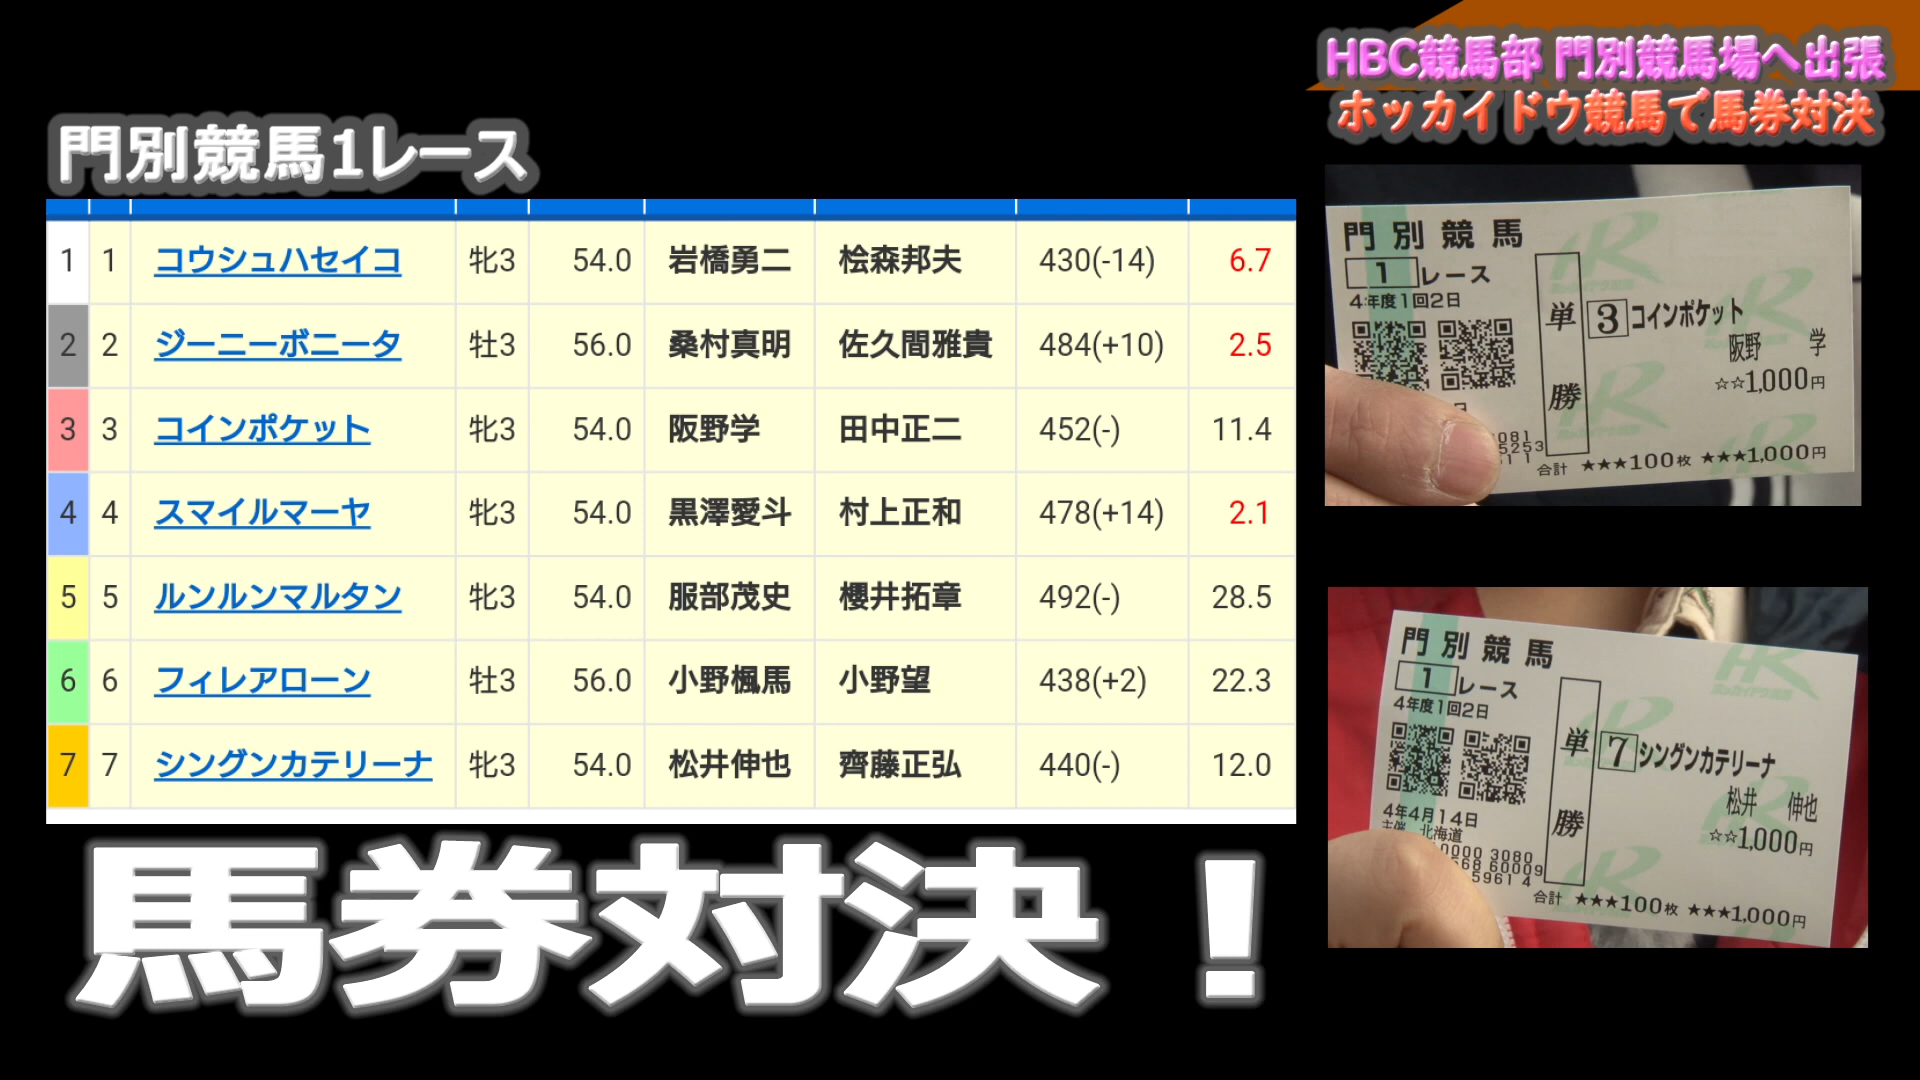 HBC競馬部 門別競馬場へ出張
ホッカイドウ競馬で馬券対決
門別競馬1レース
1 1 コウシュハセイコ 牝3 54.0 岩橋勇二 桧森邦夫 430(-14) 6.7
2 2 ジーニーボニータ 牡3 56.0 桑村真明 佐久間雅貴 484(+10) 2.5
3 3 コインポケット 牝3 54.0 阪野学 田中正二 452(-) 11.4
4 4 スマイルマーヤ 牝3 54.0 黒澤愛斗 村上正和 478(+14) 2.1
5 5 ルンルンマルタン 牝3 54.0 服部茂史 櫻井拓章 492(-) 28.5
6 6 フィレアローン 牡3 56.0 小野楓馬 小野望 438(+2) 22.3
7 7 シングンカテリーナ 牝3 54.0 松井伸也 齊藤正弘 440(-) 12.0
馬券対決！
門別競馬
1レース
4年度1回2日
単勝
3 コインポケット
阪野 学
☆☆1,000円
合計 ★★★100枚 ★★★1,000円
門別競馬
1レース
4年度1回2日
単勝
7 シングンカテリーナ
松井 伸也
☆☆1,000円
4年4月14日
主催 北海道
0000 3080
68 60009
5961 4
合計 ★★★100枚 ★★★1,000円